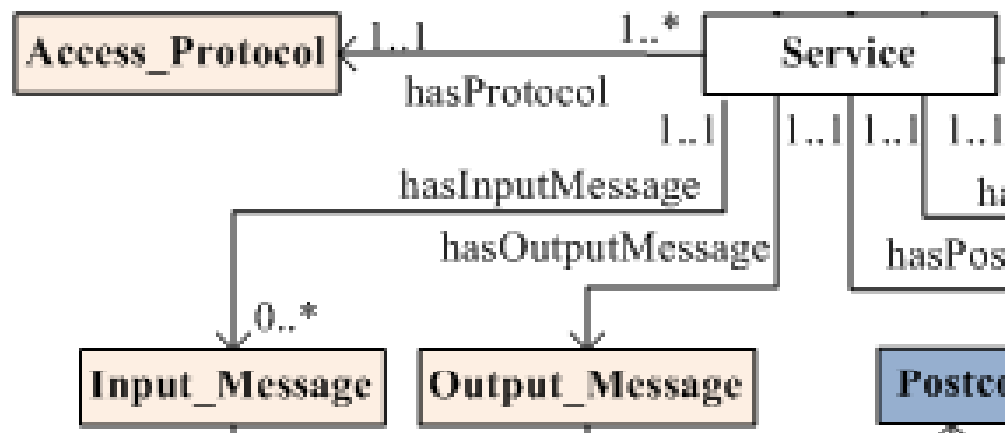 Access_Protocol
1..1
1..*
Service
hasProtocol
1..1
1..1
1..1
1..1
hasInputMessage
hasOutputMessage
0..*
Input_Message
Output_Message